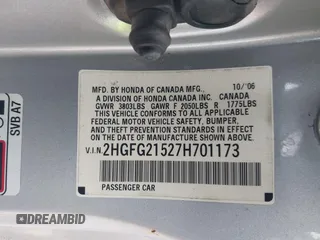 MFD. BY HONDA OF CANADA MFG., 10/'06
A DIVISION OF HONDA CANADA INC. CANADA
GVWR 3803LBS GAWR F 2050LBS R 1775LBS
THIS VEHICLE CONFORMS TO ALL APPLICABLE
FEDERAL MOTOR VEHICLE SAFETY, BUMPER,
AND THEFT PREVENTION STANDARDS IN EFFECT ON
THE DATE OF MANUFACTURE SHOWN ABOVE.
V.I.N. 2HGFG21527H701173
PASSENGER CAR
SVB A7
DREAMBID